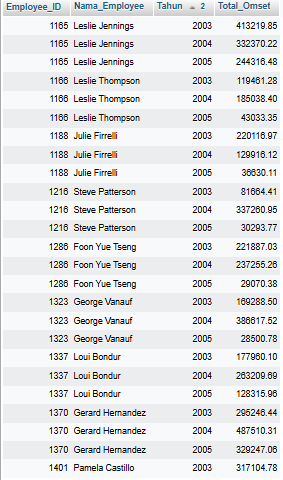 Employee_ID Nama_Employee Tahun 2 Total_Omset
1165 Leslie Jennings 2003 413219.85
1165 Leslie Jennings 2004 332370.22
1165 Leslie Jennings 2005 244316.48
1166 Leslie Thompson 2003 119461.28
1166 Leslie Thompson 2004 185038.40
1166 Leslie Thompson 2005 43033.35
1188 Julie Firrelli 2003 220116.97
1188 Julie Firrelli 2004 129916.12
1188 Julie Firrelli 2005 36630.11
1216 Steve Patterson 2003 81664.41
1216 Steve Patterson 2004 337260.95
1216 Steve Patterson 2005 30293.77
1286 Foon Yue Tseng 2003 221887.03
1286 Foon Yue Tseng 2004 237255.26
1286 Foon Yue Tseng 2005 29070.38
1323 George Vanauf 2003 169288.50
1323 George Vanauf 2004 386617.52
1323 George Vanauf 2005 28500.78
1337 Loui Bondur 2003 177960.10
1337 Loui Bondur 2004 263209.69
1337 Loui Bondur 2005 128315.96
1370 Gerard Hernandez 2003 295246.44
1370 Gerard Hernandez 2004 487510.31
1370 Gerard Hernandez 2005 329247.06
1401 Pamela Castillo 2003 317104.78